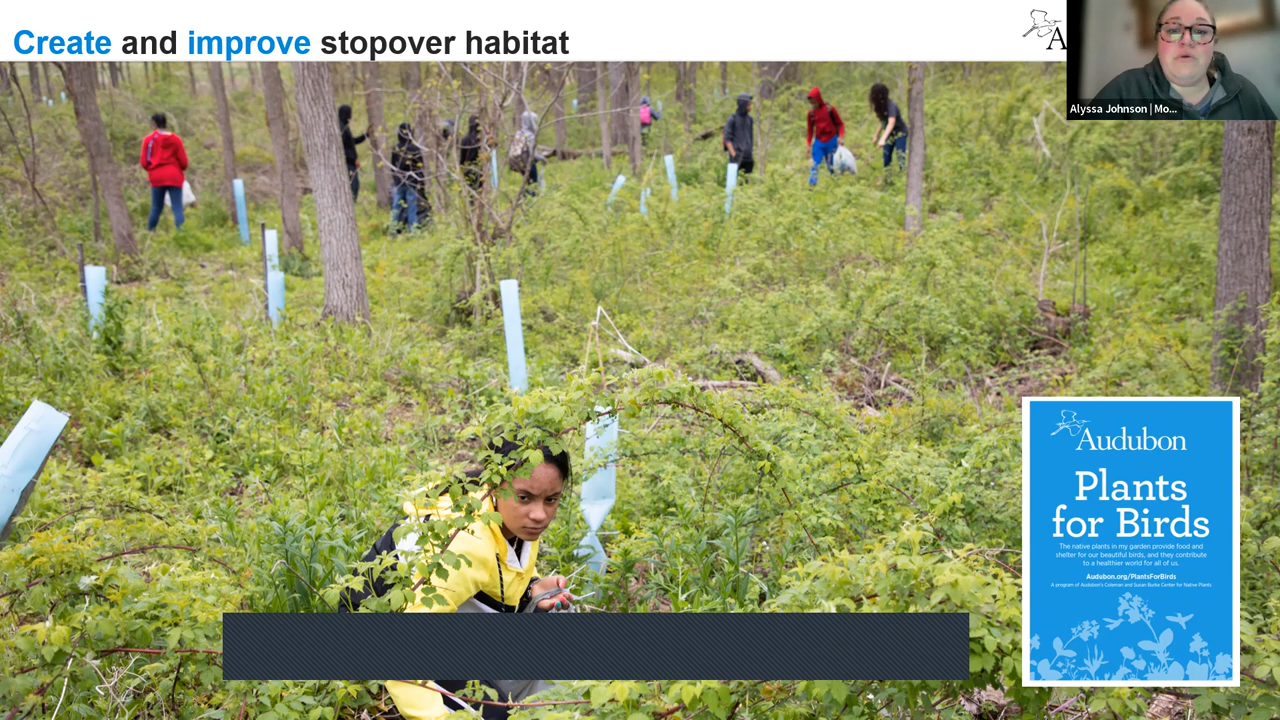 Create and improve stopover habitat
A
Alyssa Johnson | Mo...
Audubon
Plants
for Birds
The native plants in my garden provide food and
shelter for our beautiful birds, and they contribute
to a healthier world for all of us.
Audubon.org/PlantsForBirds
A program of Audubon's Coleman and Susan Burke Center for Native Plants